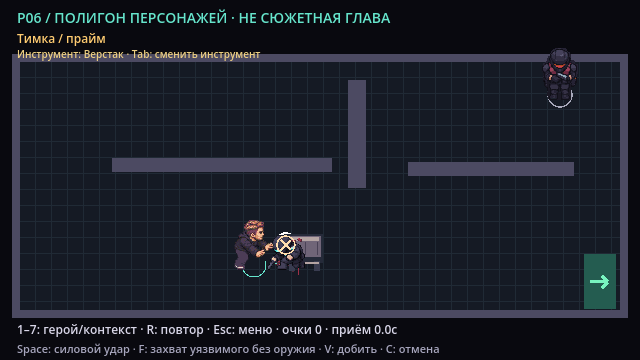 P06 / ПОЛИГОН ПЕРСОНАЖЕЙ · НЕ СЮЖЕТНАЯ ГЛАВА
Тимка / прайм
Инструмент: Верстак · Tab: сменить инструмент
1–7: герой/контекст · R: повтор · Esc: меню · очки 0 · приём 0.0с
Space: силовой удар · F: захват уязвимого без оружия · V: добить · C: отмена